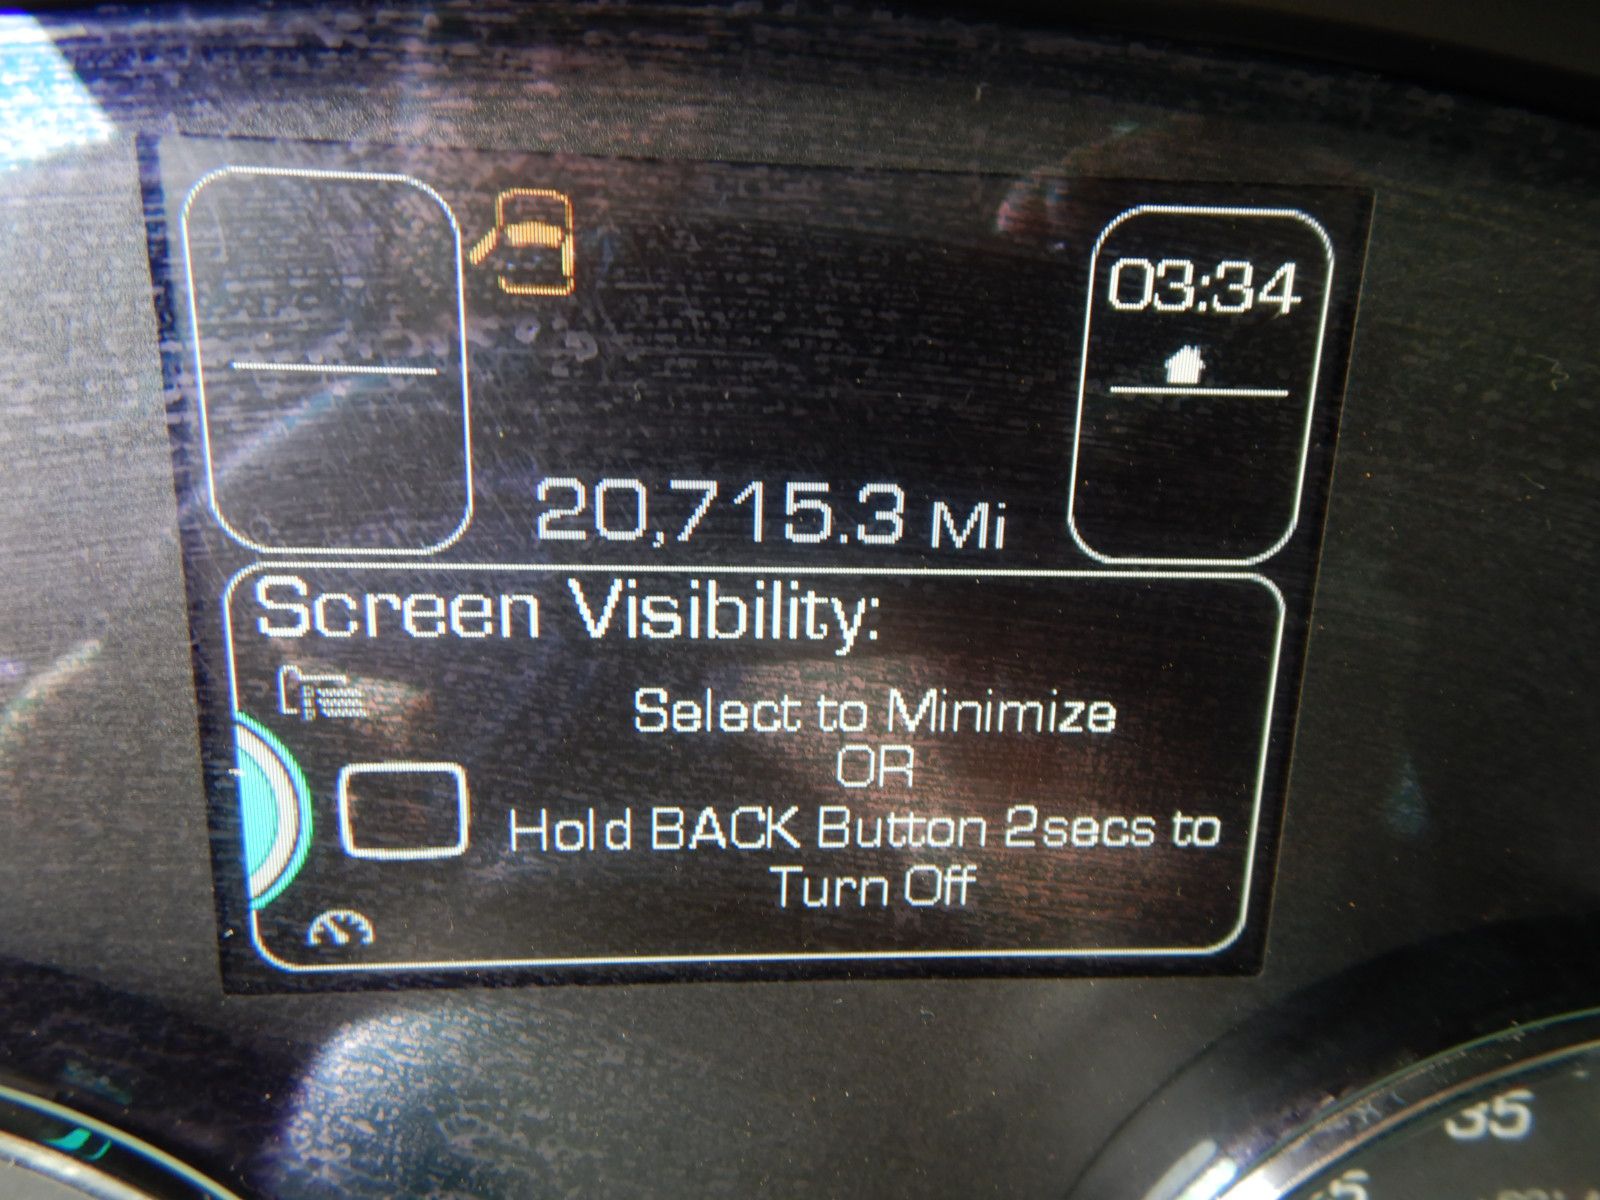 03:34
20,715.3 Mi
Screen Visibility:
Select to Minimize
OR
Hold BACK Button 2secs to
Turn Off
35